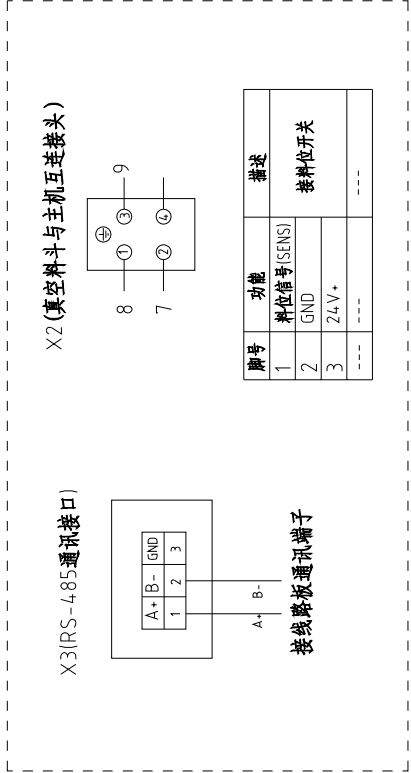 X3(RS-485通讯接口)
A+ B- GND
1 2 3
A+ B-
接线路板通讯端子
X2(真空料斗与主机互连接头)
8 1 3 9
7 2 4
脚号 功能 描述
1 料位信号(SENS) 接料位开关
2 GND
3 24V+
--- --- ---